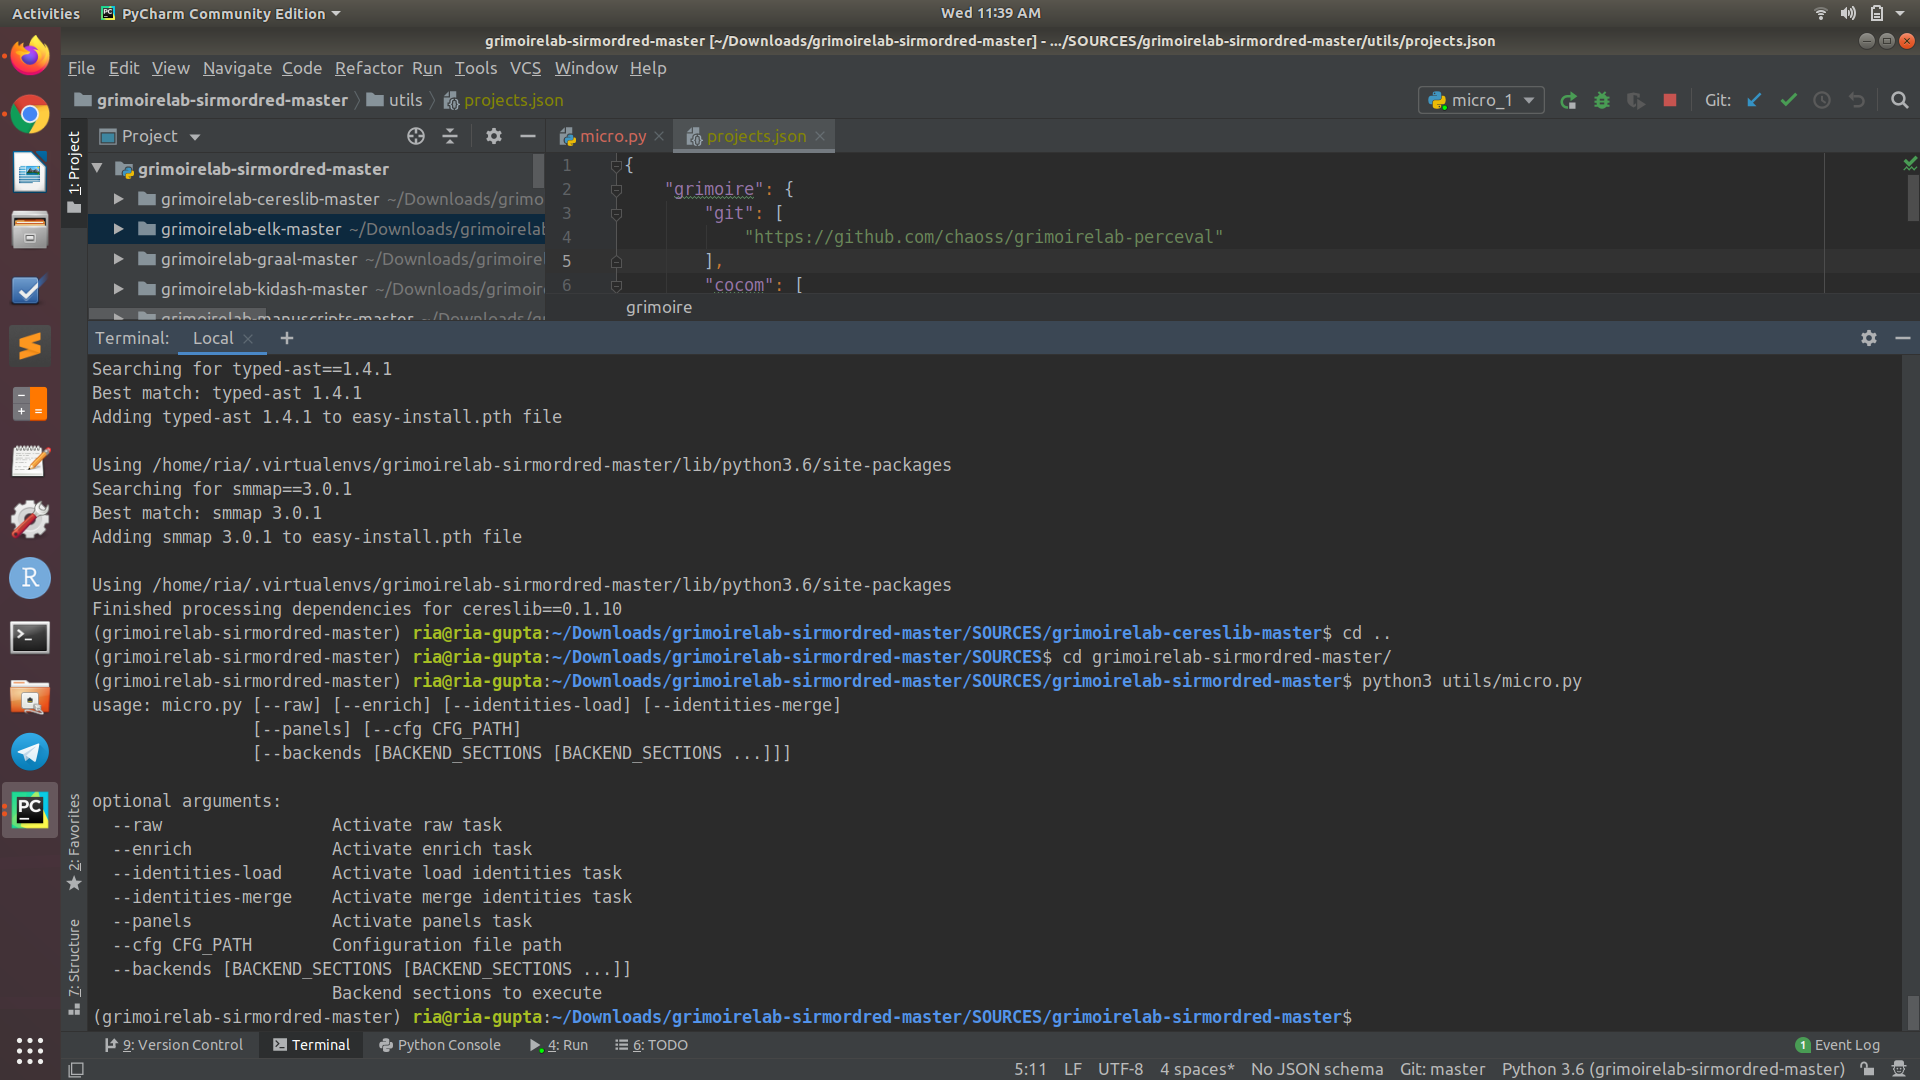 Activities PyCharm Community Edition Wed 11:39 AM
grimoirelab-sirmordred-master [~/Downloads/grimoirelab-sirmordred-master] - .../SOURCES/grimoirelab-sirmordred-master/utils/projects.json
File Edit View Navigate Code Refactor Run Tools VCS Window Help
grimoirelab-sirmordred-master utils projects.json micro_1 Git:
1: Project
Project
micro.py projects.json
grimoirelab-sirmordred-master
grimoirelab-cereslib-master ~/Downloads/grimo
grimoirelab-elk-master ~/Downloads/grimoirelab
grimoirelab-graal-master ~/Downloads/grimoirel
grimoirelab-kidash-master ~/Downloads/grimoir
grimoirelab-manuscripts-master ~/Downloads/g
1 {
2 "grimoire": {
3 "git": [
4 "https://github.com/chaoss/grimoirelab-perceval"
5 ],
6 "cocom": [
grimoire
Terminal: Local +
Searching for typed-ast==1.4.1
Best match: typed-ast 1.4.1
Adding typed-ast 1.4.1 to easy-install.pth file
Using /home/ria/.virtualenvs/grimoirelab-sirmordred-master/lib/python3.6/site-packages
Searching for smmap==3.0.1
Best match: smmap 3.0.1
Adding smmap 3.0.1 to easy-install.pth file
Using /home/ria/.virtualenvs/grimoirelab-sirmordred-master/lib/python3.6/site-packages
Finished processing dependencies for cereslib==0.1.10
(grimoirelab-sirmordred-master) ria@ria-gupta:~/Downloads/grimoirelab-sirmordred-master/SOURCES/grimoirelab-cereslib-master$ cd ..
(grimoirelab-sirmordred-master) ria@ria-gupta:~/Downloads/grimoirelab-sirmordred-master/SOURCES$ cd grimoirelab-sirmordred-master/
(grimoirelab-sirmordred-master) ria@ria-gupta:~/Downloads/grimoirelab-sirmordred-master/SOURCES/grimoirelab-sirmordred-master$ python3 utils/micro.py
usage: micro.py [--raw] [--enrich] [--identities-load] [--identities-merge]
[--panels] [--cfg CFG_PATH]
[--backends [BACKEND_SECTIONS [BACKEND_SECTIONS ...]]]
optional arguments:
--raw Activate raw task
--enrich Activate enrich task
--identities-load Activate load identities task
--identities-merge Activate merge identities task
--panels Activate panels task
--cfg CFG_PATH Configuration file path
--backends [BACKEND_SECTIONS [BACKEND_SECTIONS ...]]
Backend sections to execute
(grimoirelab-sirmordred-master) ria@ria-gupta:~/Downloads/grimoirelab-sirmordred-master/SOURCES/grimoirelab-sirmordred-master$
2: Favorites
7: Structure
9: Version Control Terminal Python Console 4: Run 6: TODO 1 Event Log
5:11 LF UTF-8 4 spaces* No JSON schema Git: master Python 3.6 (grimoirelab-sirmordred-master)